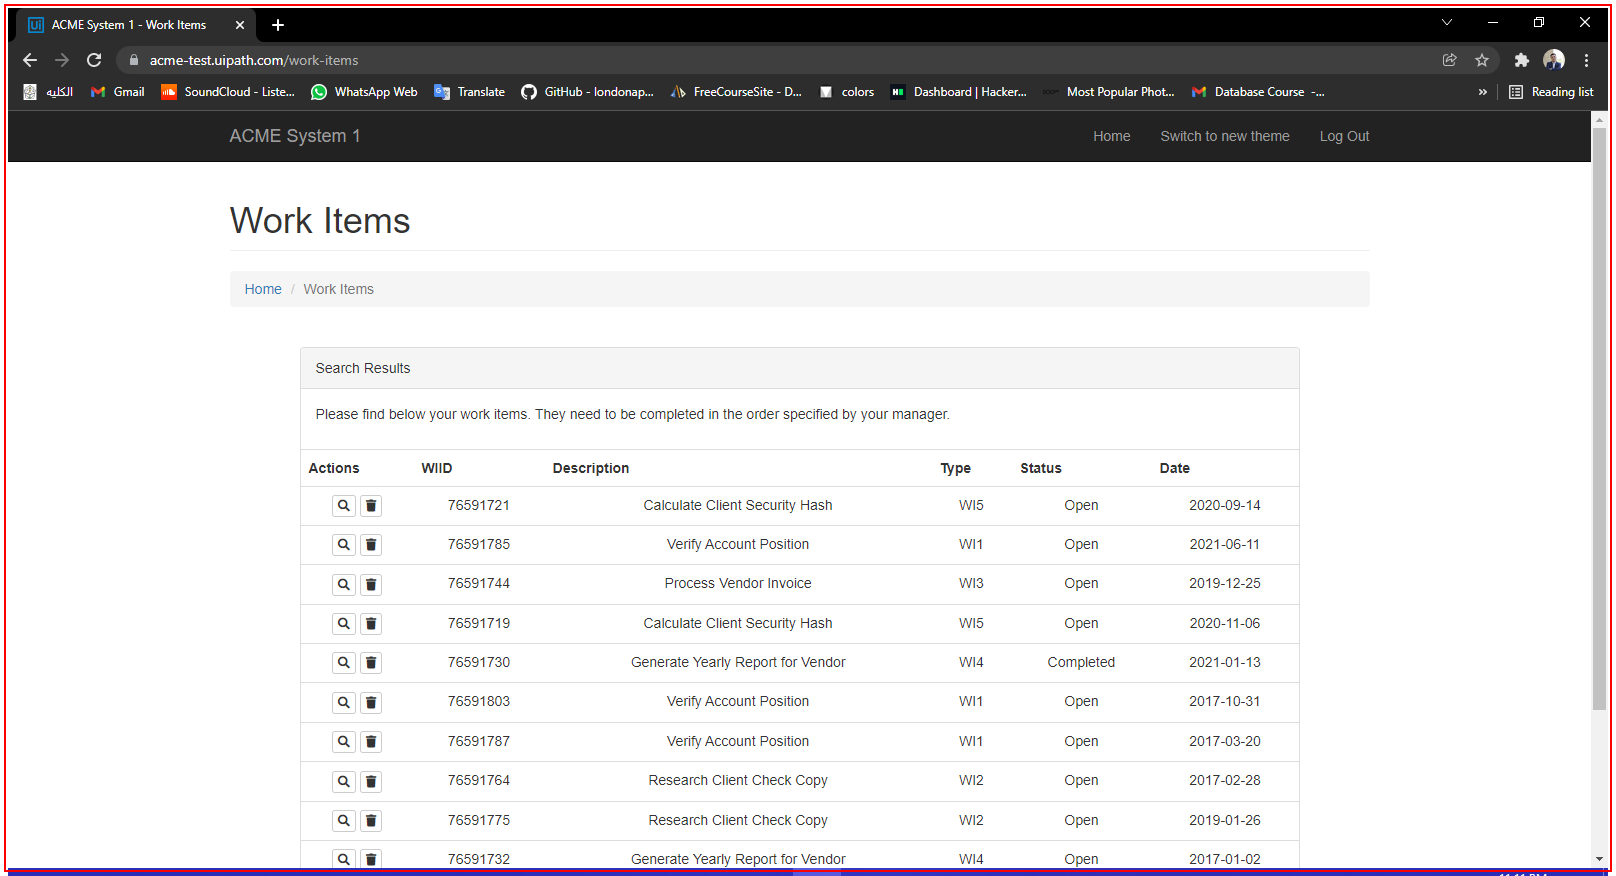 ACME System 1 - Work Items
acme-test.uipath.com/work-items
الكليه Gmail SoundCloud - Liste... WhatsApp Web Translate GitHub - londonap... FreeCourseSite - D... colors Dashboard | Hacker... Most Popular Phot... Database Course -... » Reading list
ACME System 1 Home Switch to new theme Log Out
Work Items
Home / Work Items
Search Results
Please find below your work items. They need to be completed in the order specified by your manager.
Actions WIID Description Type Status Date
76591721 Calculate Client Security Hash WI5 Open 2020-09-14
76591785 Verify Account Position WI1 Open 2021-06-11
76591744 Process Vendor Invoice WI3 Open 2019-12-25
76591719 Calculate Client Security Hash WI5 Open 2020-11-06
76591730 Generate Yearly Report for Vendor WI4 Completed 2021-01-13
76591803 Verify Account Position WI1 Open 2017-10-31
76591787 Verify Account Position WI1 Open 2017-03-20
76591764 Research Client Check Copy WI2 Open 2017-02-28
76591775 Research Client Check Copy WI2 Open 2019-01-26
76591732 Generate Yearly Report for Vendor WI4 Open 2017-01-02